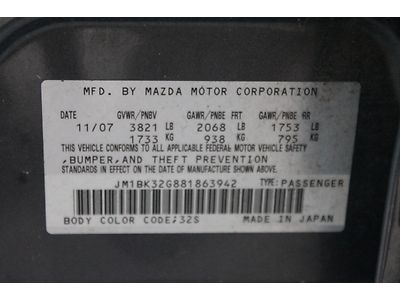 MFD. BY MAZDA MOTOR CORPORATION
DATE GVWR/PNBV GAWR/PNBE FRT GAWR/PNBE RR
11/07 3821 LB 2068 LB 1753 LB
1733 KG 938 KG 795 KG
THIS VEHICLE CONFORMS TO ALL APPLICABLE FEDERAL MOTOR VEHICLE SAFETY,
,BUMPER,AND THEFT PREVENTION
STANDARDS IN EFFECT ON THE DATE OF MANUFACTURE SHOWN ABOVE.
JM1BK32G881863942 TYPE:PASSENGER
BODY COLOR CODE;32S MADE IN JAPAN